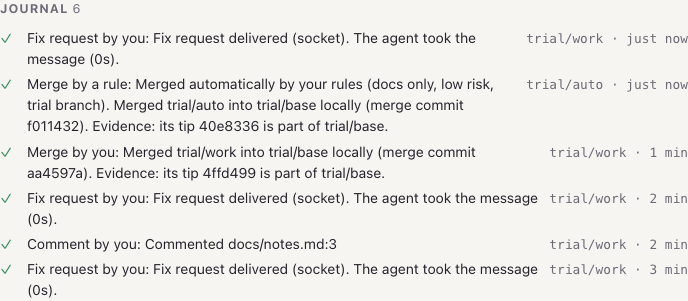 JOURNAL 6
Fix request by you: Fix request delivered (socket). The agent took the trial/work · just now
message (0s).
Merge by a rule: Merged automatically by your rules (docs only, low risk, trial/auto · just now
trial branch). Merged trial/auto into trial/base locally (merge commit
f011432). Evidence: its tip 40e8336 is part of trial/base.
Merge by you: Merged trial/work into trial/base locally (merge commit trial/work · 1 min
aa4597a). Evidence: its tip 4ffd499 is part of trial/base.
Fix request by you: Fix request delivered (socket). The agent took the message trial/work · 2 min
(0s).
Comment by you: Commented docs/notes.md:3 trial/work · 2 min
Fix request by you: Fix request delivered (socket). The agent took the message trial/work · 3 min
(0s).